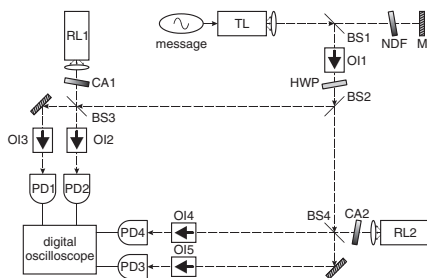 RL1
message
TL
BS1
NDF
M
OI1
CA1
HWP
BS2
BS3
OI3
OI2
PD1
PD2
digital
oscilloscope
PD4
OI4
BS4
CA2
RL2
PD3
OI5